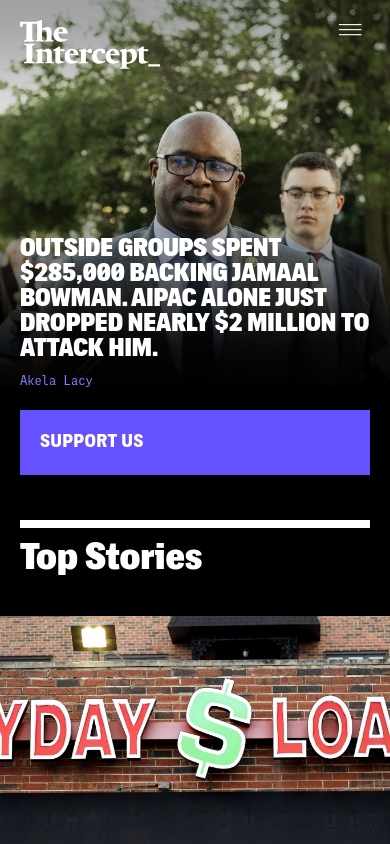 The
Intercept_
OUTSIDE GROUPS SPENT
$285,000 BACKING JAMAAL
BOWMAN. AIPAC ALONE JUST
DROPPED NEARLY $2 MILLION TO
ATTACK HIM.
Akela Lacy
SUPPORT US
Top Stories
YDAY $ LOA